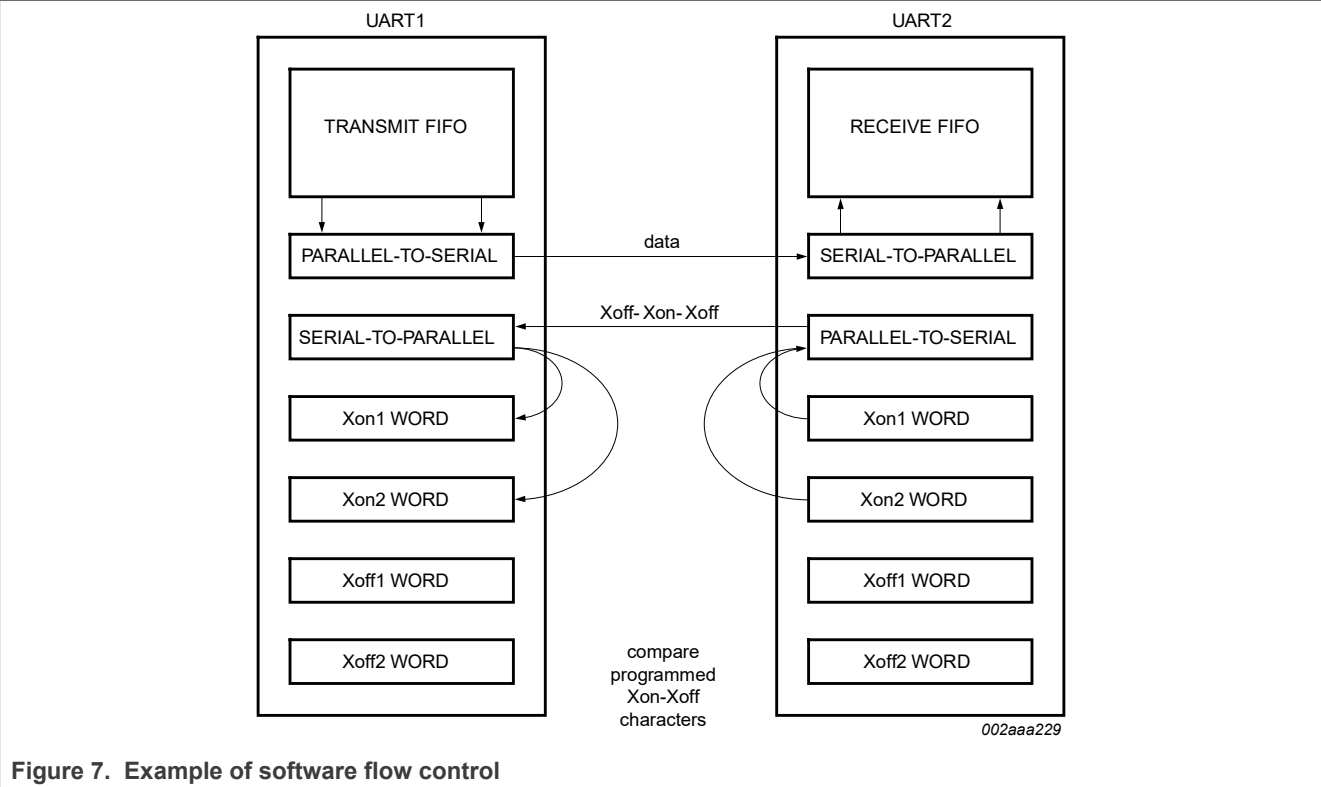 UART1
UART2
TRANSMIT FIFO
RECEIVE FIFO
PARALLEL-TO-SERIAL
data
SERIAL-TO-PARALLEL
SERIAL-TO-PARALLEL
Xoff- Xon- Xoff
PARALLEL-TO-SERIAL
Xon1 WORD
Xon1 WORD
Xon2 WORD
Xon2 WORD
Xoff1 WORD
Xoff1 WORD
Xoff2 WORD
compare
programmed
Xon-Xoff
characters
Xoff2 WORD
002aaa229
Figure 7. Example of software flow control